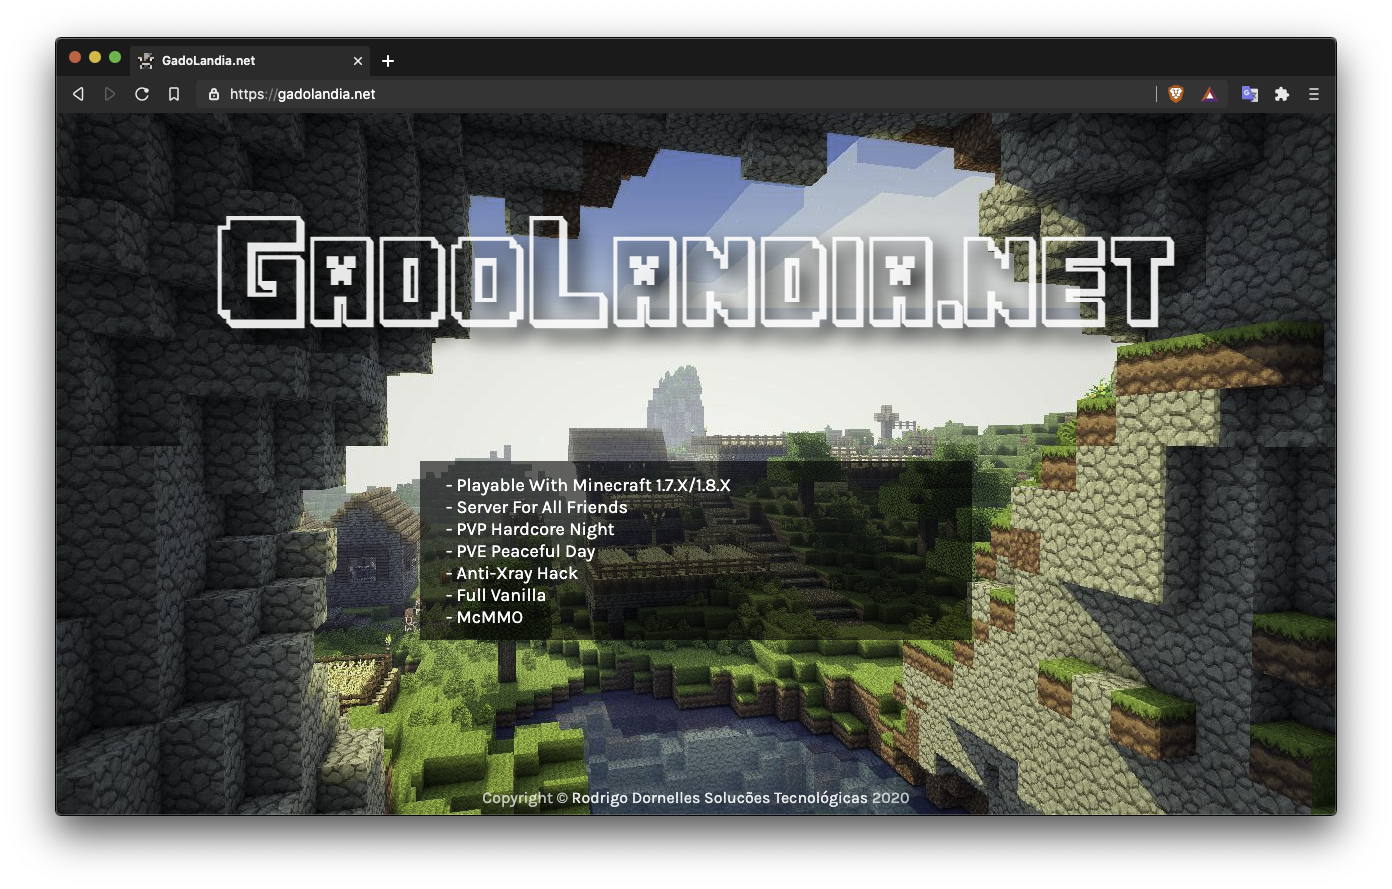 GadoLandia.net
https://gadolandia.net
GadoLandia.net
- Playable With Minecraft 1.7.X/1.8.X
- Server For All Friends
- PVP Hardcore Night
- PVE Peaceful Day
- Anti-Xray Hack
- Full Vanilla
- McMMO
Copyright © Rodrigo Dornelles Solucões Tecnológicas 2020